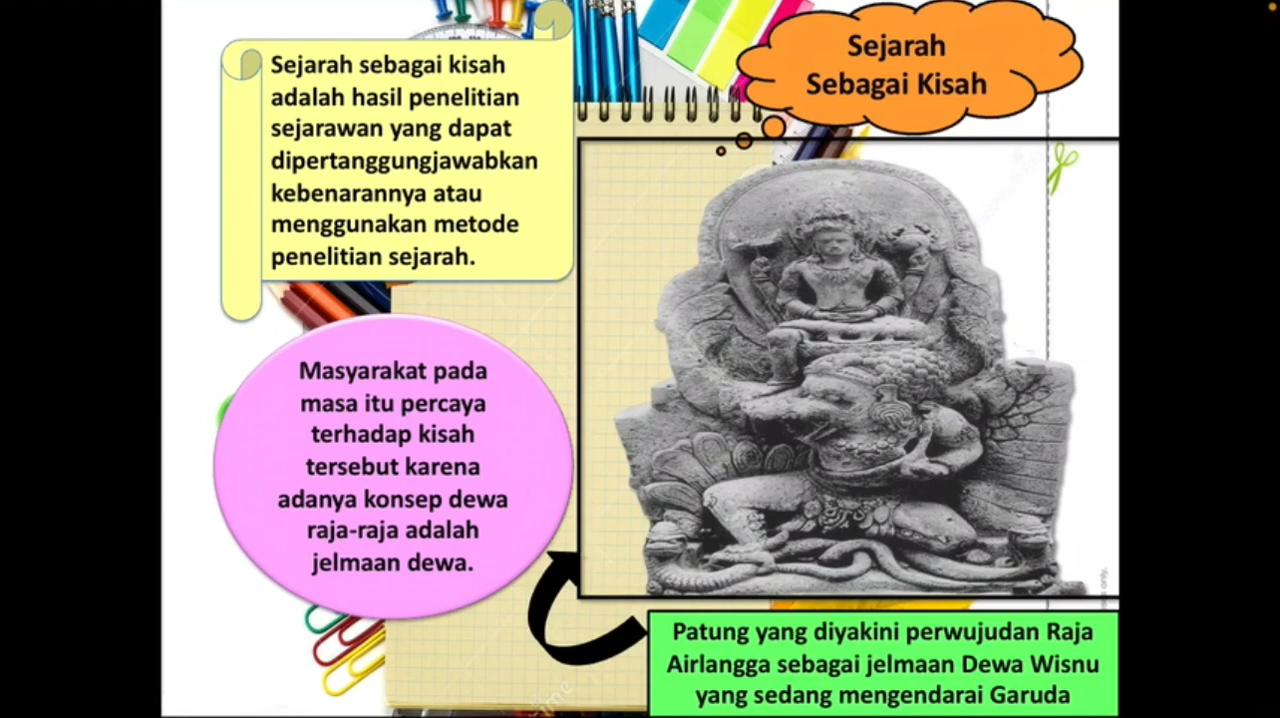 Sejarah
Sebagai Kisah
Sejarah sebagai kisah
adalah hasil penelitian
sejarawan yang dapat
dipertanggungjawabkan
kebenarannya atau
menggunakan metode
penelitian sejarah.
Masyarakat pada
masa itu percaya
terhadap kisah
tersebut karena
adanya konsep dewa
raja-raja adalah
jelmaan dewa.
Patung yang diyakini perwujudan Raja
Airlangga sebagai jelmaan Dewa Wisnu
yang sedang mengendarai Garuda